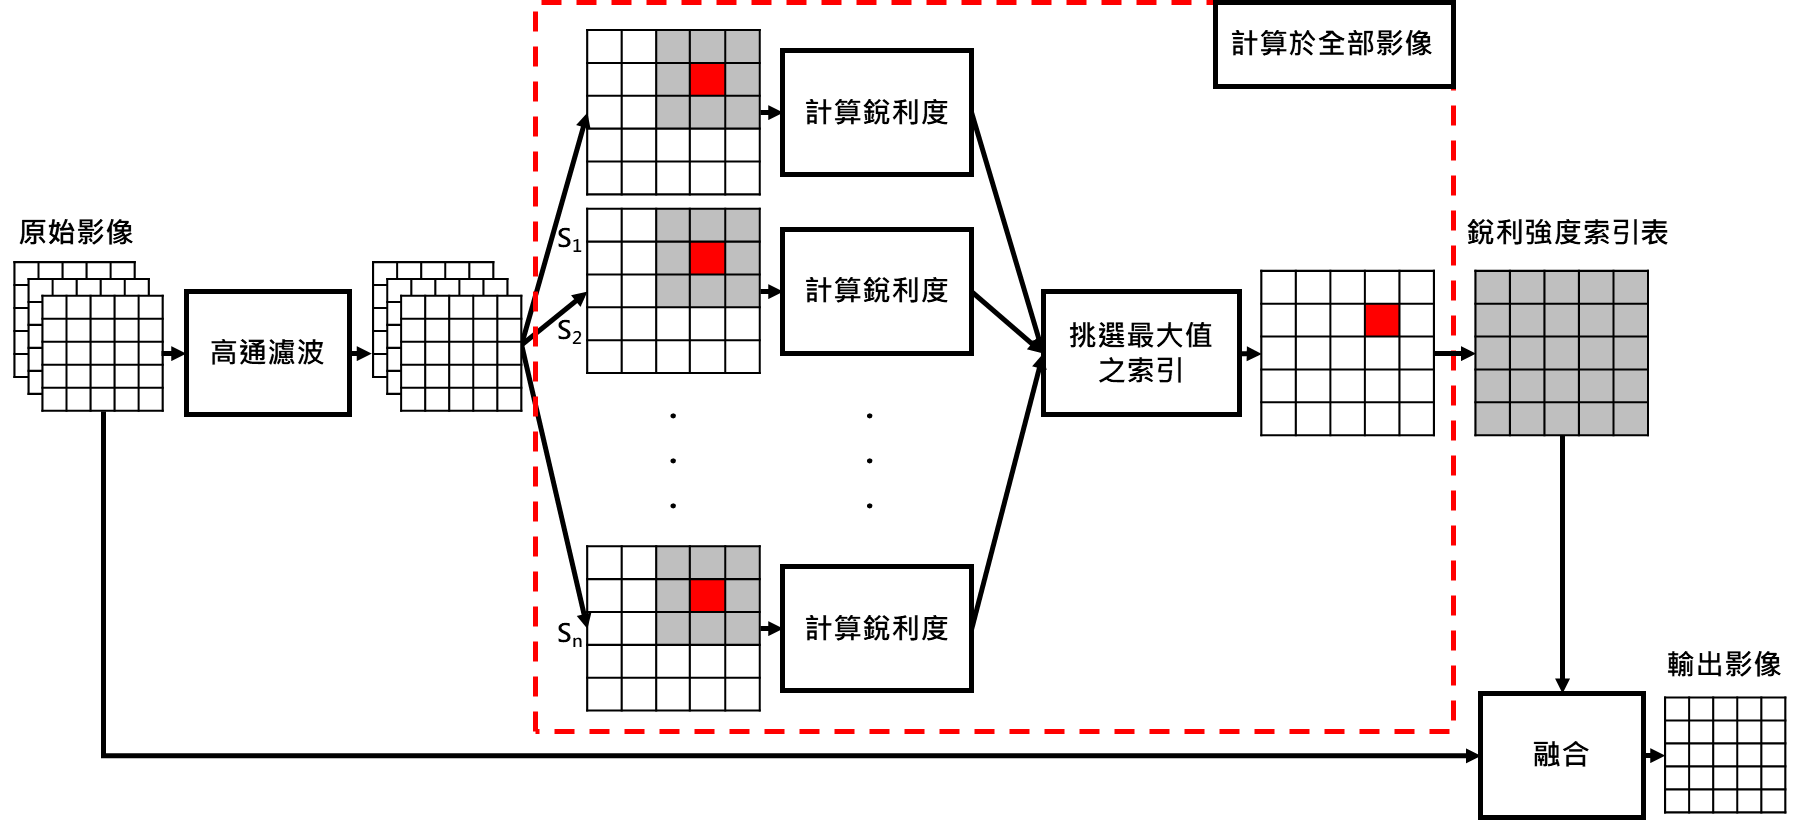 計算於全部影像
計算銳利度
原始影像
S1
計算銳利度
銳利強度索引表
高通濾波
S2
挑選最大值
之索引
.
.
.
.
.
.
Sn
計算銳利度
輸出影像
融合